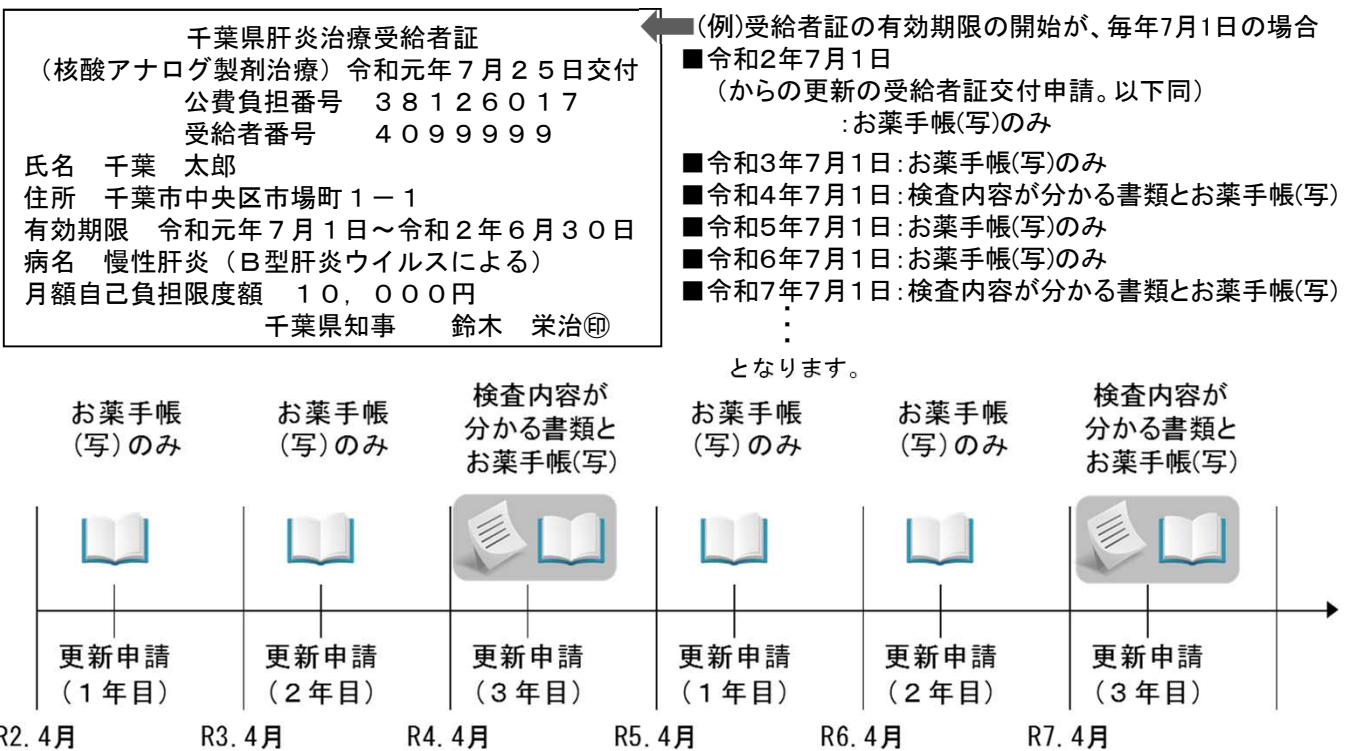 千葉県肝炎治療受給者証
（核酸アナログ製剤治療）令和元年７月２５日交付
公費負担番号　３８１２６０１７
受給者番号　　４０９９９９９
氏名　千葉　太郎
住所　千葉市中央区市場町１－１
有効期限　令和元年７月１日～令和２年６月３０日
病名　慢性肝炎（Ｂ型肝炎ウイルスによる）
月額自己負担限度額　１０，０００円
千葉県知事　　鈴木　栄治㊞
(例)受給者証の有効期限の開始が、毎年7月1日の場合
■令和2年7月1日
（からの更新の受給者証交付申請。以下同）
：お薬手帳(写)のみ
■令和3年7月1日：お薬手帳(写)のみ
■令和4年7月1日：検査内容が分かる書類とお薬手帳(写)
■令和5年7月1日：お薬手帳(写)のみ
■令和6年7月1日：お薬手帳(写)のみ
■令和7年7月1日：検査内容が分かる書類とお薬手帳(写)
・
・
・
となります。
お薬手帳
（写）のみ
お薬手帳
（写）のみ
検査内容が
分かる書類と
お薬手帳(写)
お薬手帳
（写）のみ
お薬手帳
（写）のみ
検査内容が
分かる書類と
お薬手帳(写)
更新申請
（１年目）
更新申請
（２年目）
更新申請
（３年目）
更新申請
（１年目）
更新申請
（２年目）
更新申請
（３年目）
R2.4月
R3.4月
R4.4月
R5.4月
R6.4月
R7.4月